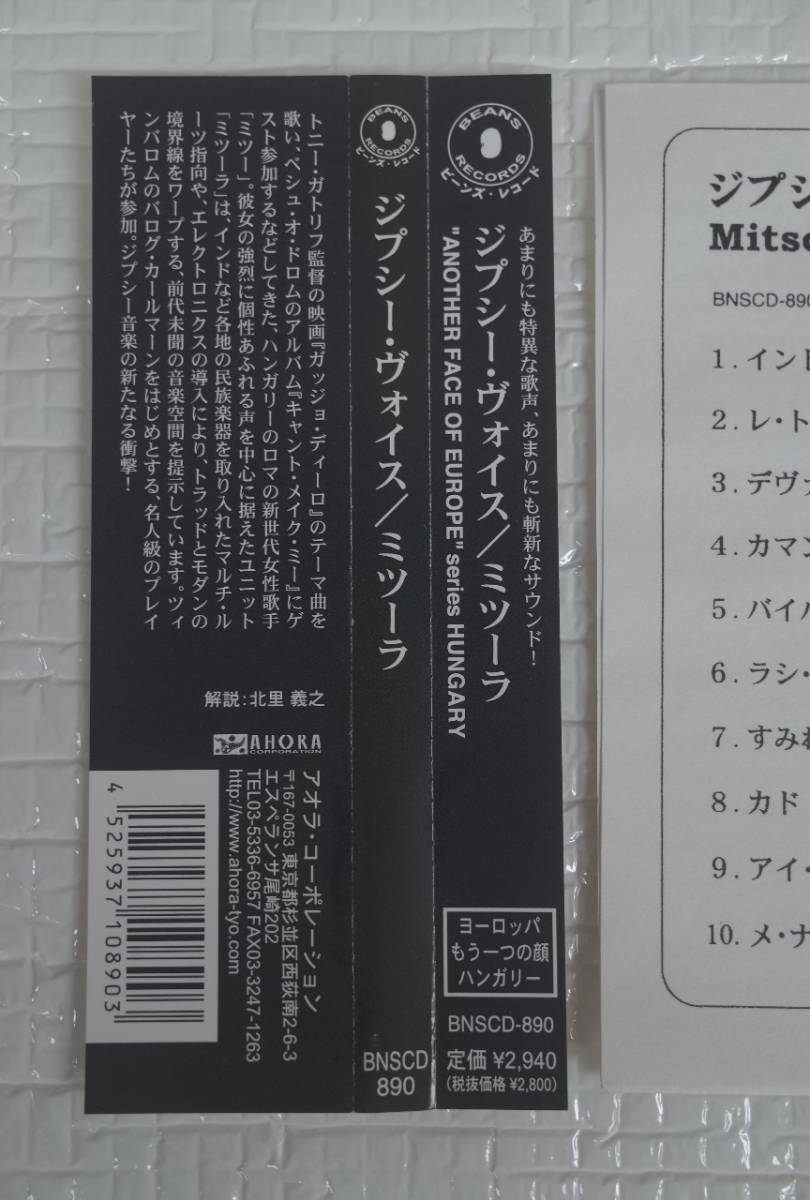 BEANS RECORDS
ビーンズ・レコード
あまりにも特異な歌声、あまりにも斬新なサウンド!
ジプシー・ヴォイス/ミツーラ
"ANOTHER FACE OF EUROPE" series HUNGARY
ヨーロッパ
もう一つの顔
ハンガリー
BNSCD-890
定価 ¥2,940
(税抜価格 ¥2,800)
BEANS RECORDS
ビーンズ・レコード
ジプシー・ヴォイス/ミツーラ
BNSCD
890
トニー・ガトリフ監督の映画『ガッジョ・ディーロ』のテーマ曲を
歌い、ベシュ・オ・ドロムのアルバム『キャント・メイク・ミー』にゲ
スト参加するなどしてきた、ハンガリーのロマの新世代女性歌手
「ミツー」。彼女の強烈に個性あふれる声を中心に据えたユニット
「ミツーラ」は、インドなど各地の民族楽器を取り入れたマルチ・ル
ーツ指向や、エレクトロニクスの導入により、トラッドとモダンの
境界線をワープする、前代未聞の音楽空間を提示しています。ツィ
ンバロムのバログ・カールマーンをはじめとする、名人級のプレイ
ヤーたちが参加。ジプシー音楽の新たなる衝撃!
解説:北里 義之
AHORA
CORPORATION
アオラ・コーポレーション
〒167-0053 東京都杉並区西荻南2-6-3
エスペランサ尾崎202
TEL03-5336-6957 FAX03-3247-1263
http://www.ahora-tyo.com
4 525937 108903
ジプシ
Mitso
BNSCD-890
1. インド
2. レ・ト
3. デヴァ
4. カマン
5. バイバ
6. ラシ・
7. すみれ
8. カド
9. アイ・
10. メ・ナ